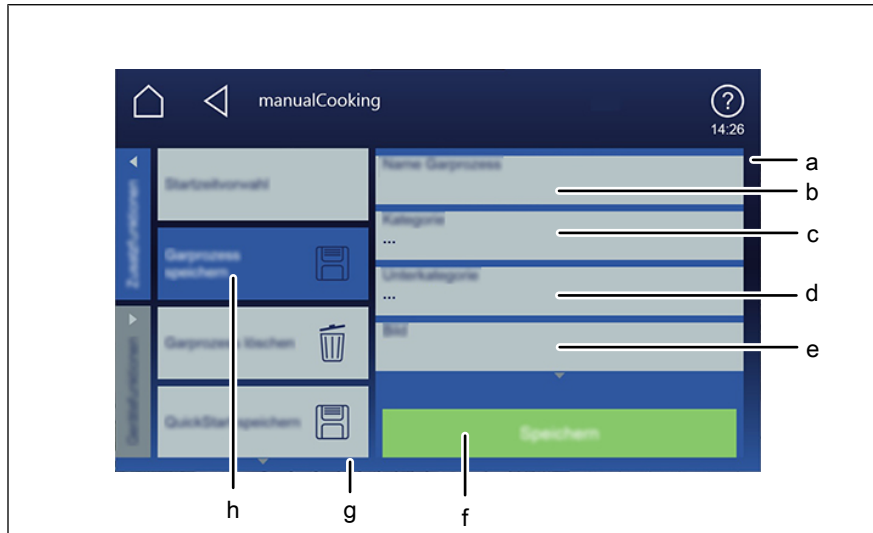 manualCooking
?
14:26
Zusatzfunktionen
Gerätefunktionen
Startzeitvorwahl
Garprozess
speichern
Garprozess löschen
QuickStart speichern
Name Garprozess
Kategorie
...
Unterkategorie
...
Bild
Speichern
a
b
c
d
e
f
g
h